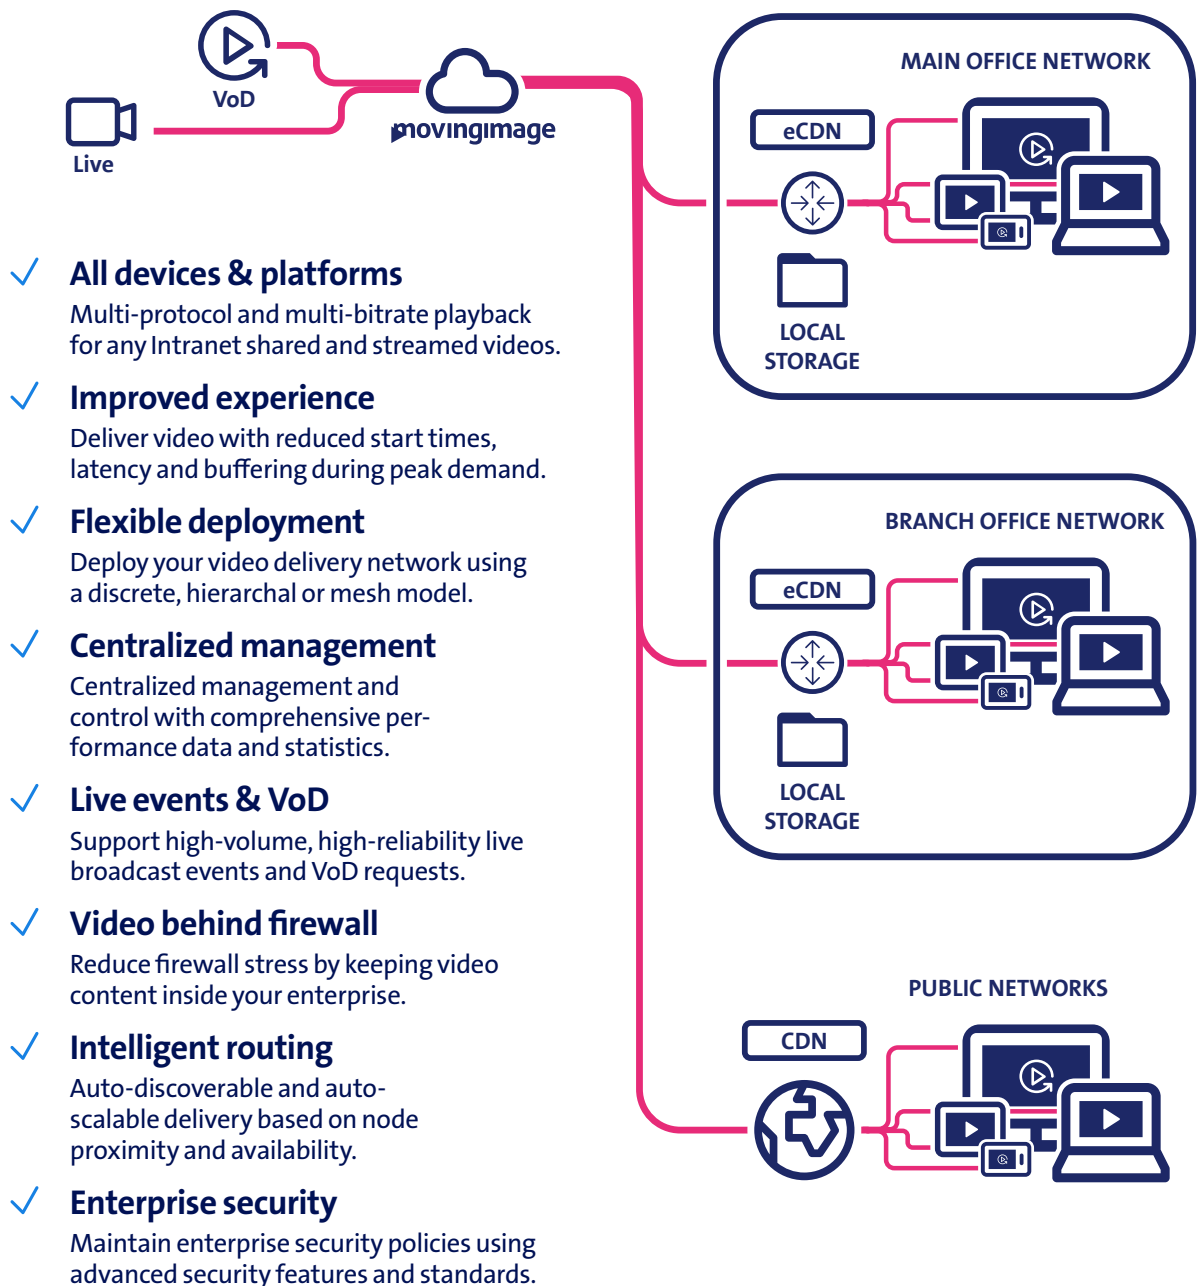 VoD
Live
movingimage
All devices & platforms
Multi-protocol and multi-bitrate playback
for any Intranet shared and streamed videos.
Improved experience
Deliver video with reduced start times,
latency and buffering during peak demand.
Flexible deployment
Deploy your video delivery network using
a discrete, hierarchal or mesh model.
Centralized management
Centralized management and
control with comprehensive per-
formance data and statistics.
Live events & VoD
Support high-volume, high-reliability live
broadcast events and VoD requests.
Video behind firewall
Reduce firewall stress by keeping video
content inside your enterprise.
Intelligent routing
Auto-discoverable and auto-
scalable delivery based on node
proximity and availability.
Enterprise security
Maintain enterprise security policies using
advanced security features and standards.
MAIN OFFICE NETWORK
eCDN
LOCAL
STORAGE
BRANCH OFFICE NETWORK
eCDN
LOCAL
STORAGE
PUBLIC NETWORKS
CDN